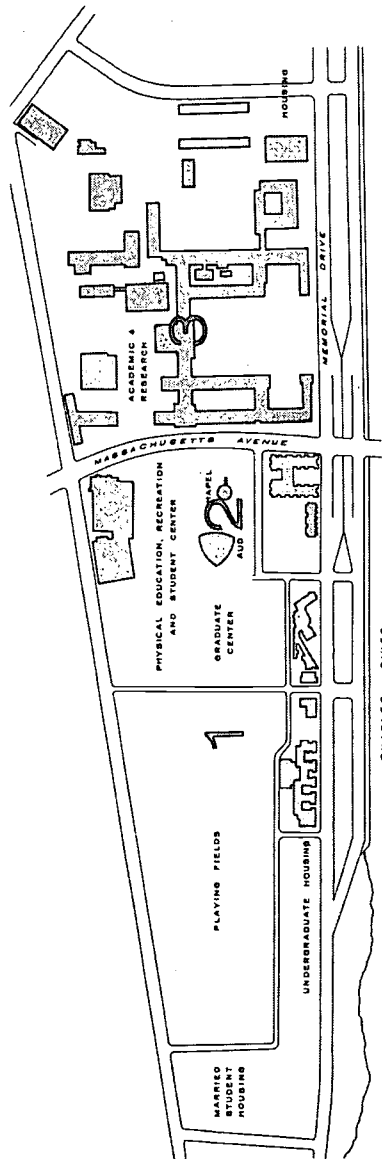 MARRIED
STUDENT
HOUSING
PLAYING FIELDS
1
UNDERGRADUATE HOUSING
PHYSICAL EDUCATION, RECREATION
AND STUDENT CENTER
GRADUATE
CENTER
2
AUD
CHAPEL
MASSACHUSETTS AVENUE
ACADEMIC &
RESEARCH
3
MEMORIAL DRIVE
HOUSING